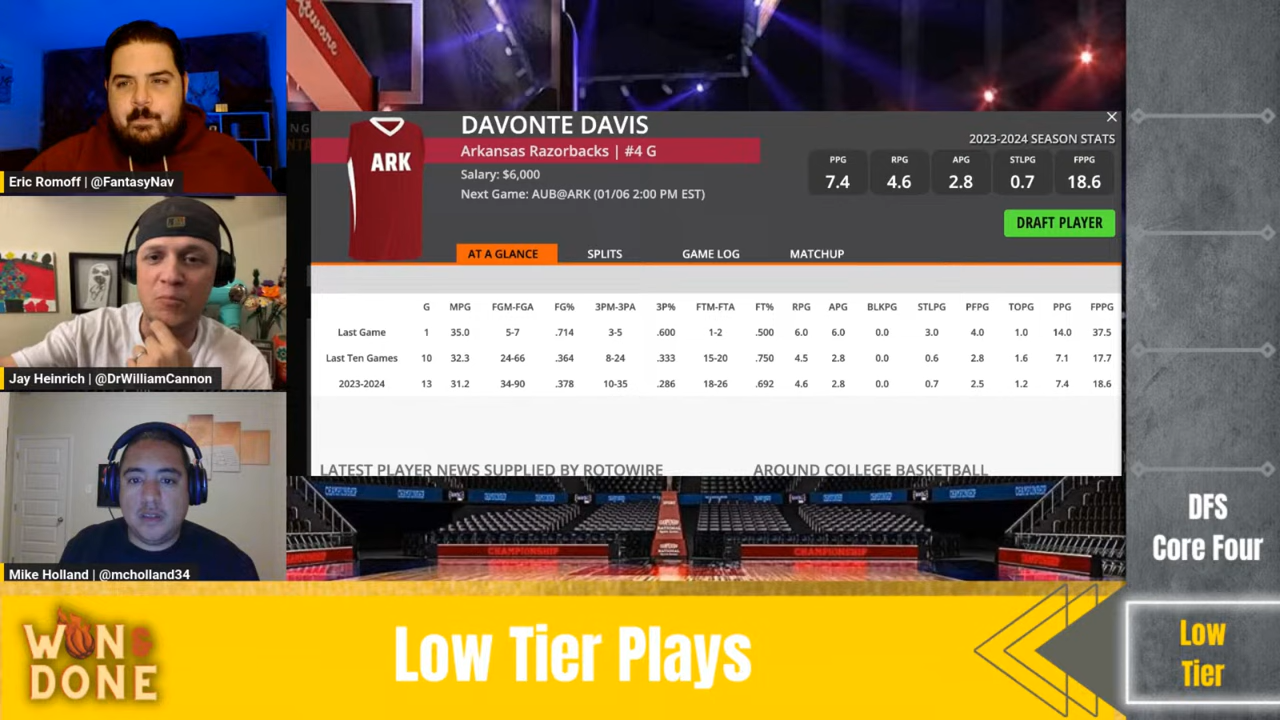 Eric Romoff | @FantasyNav
Jay Heinrich | @DrWilliamCannon
Mike Holland | @mcholland34
ARK
DAVONTE DAVIS
Arkansas Razorbacks | #4 G
Salary: $6,000
Next Game: AUB@ARK (01/06 2:00 PM EST)
2023-2024 SEASON STATS
PPG RPG APG STLPG FPPG
7.4 4.6 2.8 0.7 18.6
DRAFT PLAYER
AT A GLANCE SPLITS GAME LOG MATCHUP
G MPG FGM-FGA FG% 3PM-3PA 3P% FTM-FTA FT% RPG APG BLKPG STLPG PFPG TOPG PPG FPPG
Last Game 1 35.0 5-7 .714 3-5 .600 1-2 .500 6.0 6.0 0.0 3.0 4.0 1.0 14.0 37.5
Last Ten Games 10 32.3 24-66 .364 8-24 .333 15-20 .750 4.5 2.8 0.0 0.6 2.8 1.6 7.1 17.7
2023-2024 13 31.2 34-90 .378 10-35 .286 18-26 .692 4.6 2.8 0.0 0.7 2.5 1.2 7.4 18.6
LATEST PLAYER NEWS SUPPLIED BY ROTOWIRE
AROUND COLLEGE BASKETBALL
CHAMPIONSHIP CHAMPIONSHIP
DFS
Core Four
Low
Tier
WON &
DONE
Low Tier Plays